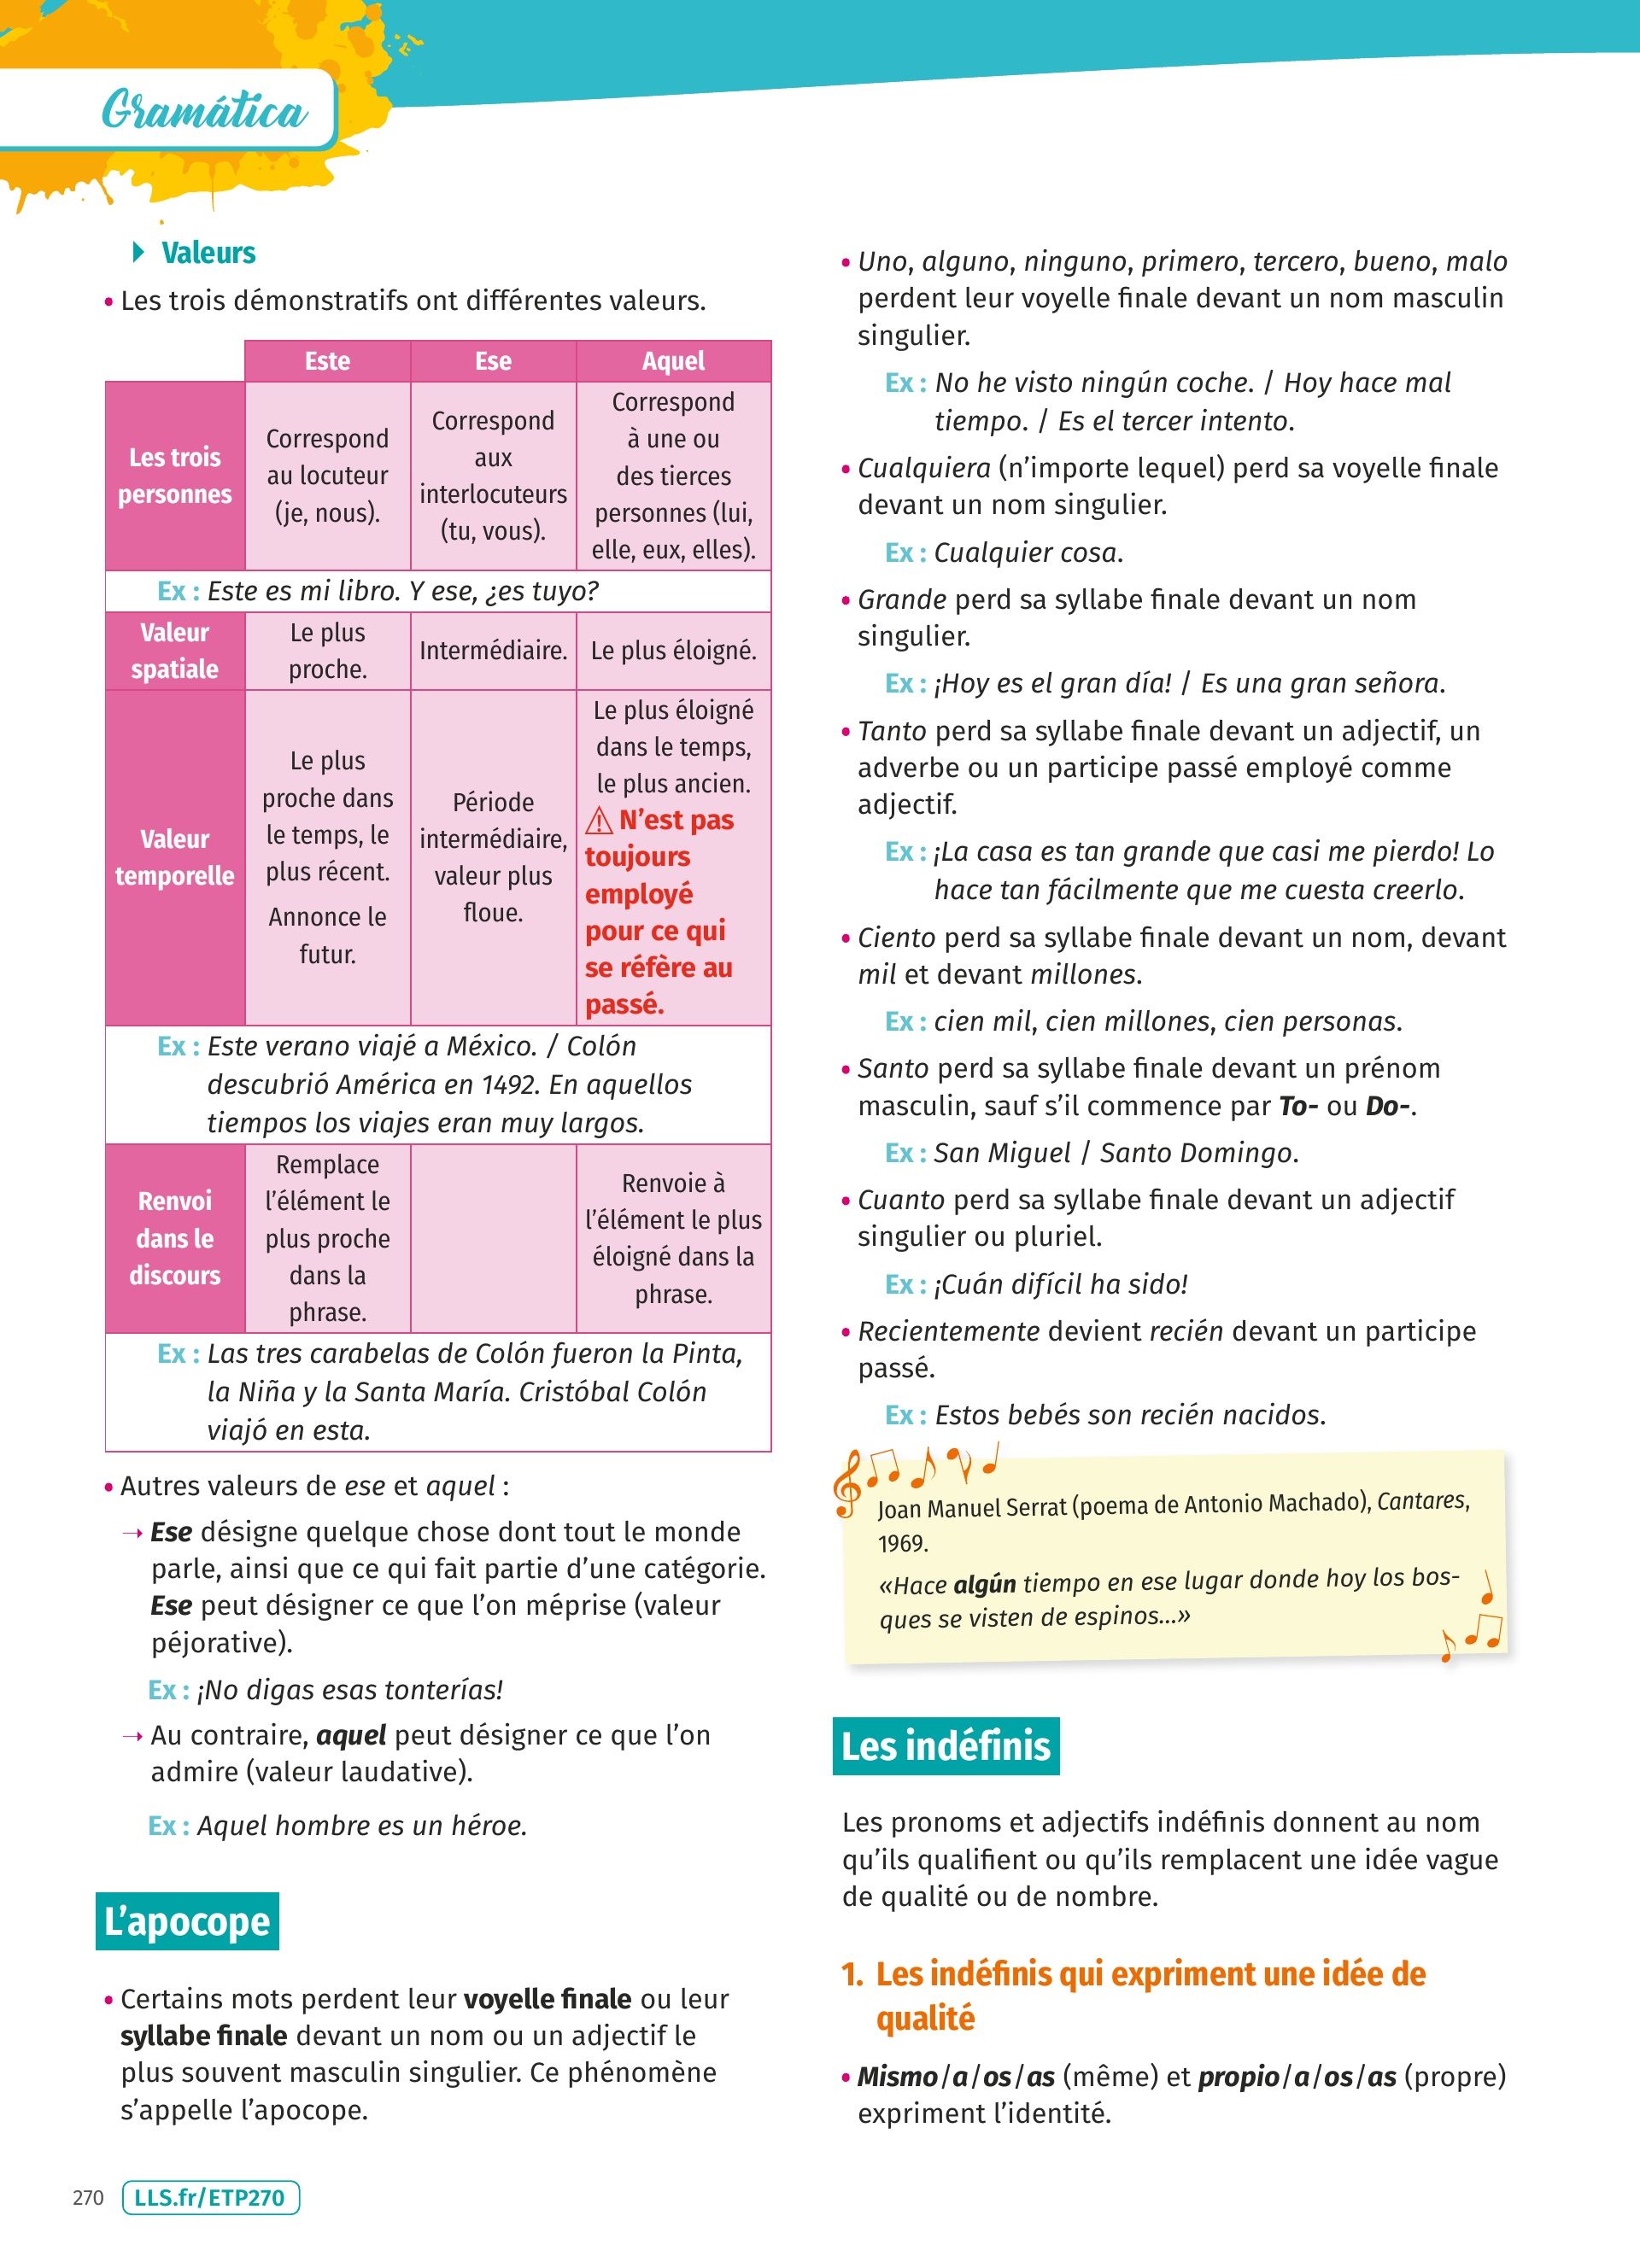 Gramática
Valeurs
• Les trois démonstratifs ont différentes valeurs.
Este
Ese
Aquel
Les trois
personnes
Correspond
au locuteur
(je, nous).
Correspond
aux
interlocuteurs
(tu, vous).
Correspond
à une ou
des tierces
personnes (lui,
elle, eux, elles).
Ex : Este es mi libro. Y ese, ¿es tuyo?
Valeur
spatiale
Le plus
proche.
Intermédiaire.
Le plus éloigné.
Valeur
temporelle
Le plus
proche dans
le temps, le
plus récent.
Annonce le
futur.
Période
intermédiaire,
valeur plus
floue.
Le plus éloigné
dans le temps,
le plus ancien.
⚠ N’est pas
toujours
employé
pour ce qui
se réfère au
passé.
Ex : Este verano viajé a México. / Colón
descubrió América en 1492. En aquellos
tiempos los viajes eran muy largos.
Renvoi
dans le
discours
Remplace
l’élément le
plus proche
dans la
phrase.
Renvoie à
l’élément le plus
éloigné dans la
phrase.
Ex : Las tres carabelas de Colón fueron la Pinta,
la Niña y la Santa María. Cristóbal Colón
viajó en esta.
• Autres valeurs de ese et aquel :
→ Ese désigne quelque chose dont tout le monde
parle, ainsi que ce qui fait partie d’une catégorie.
Ese peut désigner ce que l’on méprise (valeur
péjorative).
Ex : ¡No digas esas tonterías!
→ Au contraire, aquel peut désigner ce que l’on
admire (valeur laudative).
Ex : Aquel hombre es un héroe.
L’apocope
• Certains mots perdent leur voyelle finale ou leur
syllabe finale devant un nom ou un adjectif le
plus souvent masculin singulier. Ce phénomène
s’appelle l’apocope.
• Uno, alguno, ninguno, primero, tercero, bueno, malo
perdent leur voyelle finale devant un nom masculin
singulier.
Ex : No he visto ningún coche. / Hoy hace mal
tiempo. / Es el tercer intento.
• Cualquiera (n’importe lequel) perd sa voyelle finale
devant un nom singulier.
Ex : Cualquier cosa.
• Grande perd sa syllabe finale devant un nom
singulier.
Ex : ¡Hoy es el gran día! / Es una gran señora.
• Tanto perd sa syllabe finale devant un adjectif, un
adverbe ou un participe passé employé comme
adjectif.
Ex : ¡La casa es tan grande que casi me pierdo! Lo
hace tan fácilmente que me cuesta creerlo.
• Ciento perd sa syllabe finale devant un nom, devant
mil et devant millones.
Ex : cien mil, cien millones, cien personas.
• Santo perd sa syllabe finale devant un prénom
masculin, sauf s’il commence par To- ou Do-.
Ex : San Miguel / Santo Domingo.
• Cuanto perd sa syllabe finale devant un adjectif
singulier ou pluriel.
Ex : ¡Cuán difícil ha sido!
• Recientemente devient recién devant un participe
passé.
Ex : Estos bebés son recién nacidos.
Joan Manuel Serrat (poema de Antonio Machado), Cantares,
1969.
«Hace algún tiempo en ese lugar donde hoy los bos-
ques se visten de espinos...»
Les indéfinis
Les pronoms et adjectifs indéfinis donnent au nom
qu’ils qualifient ou qu’ils remplacent une idée vague
de qualité ou de nombre.
1. Les indéfinis qui expriment une idée de
qualité
• Mismo/a/os/as (même) et propio/a/os/as (propre)
expriment l’identité.
270 LLS.fr/ETP270